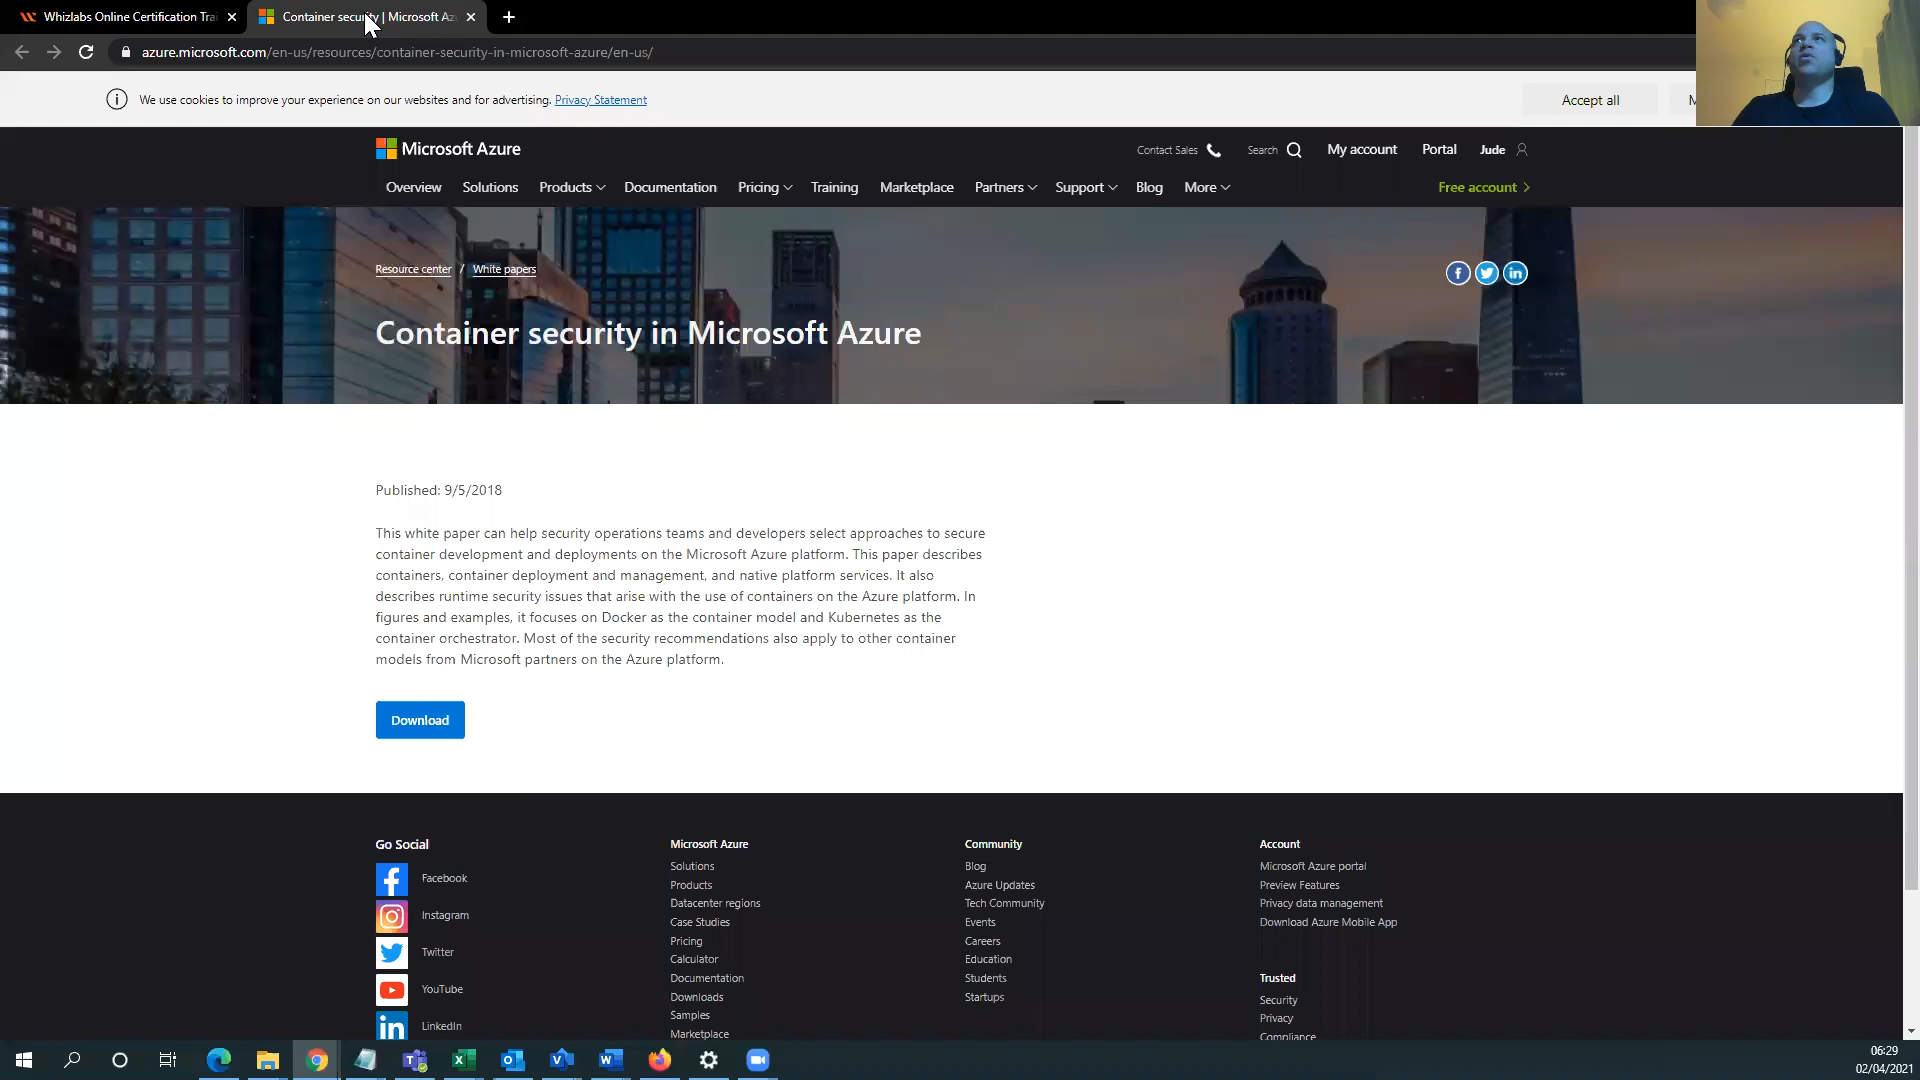 Whizlabs Online Certification Trai
Container security | Microsoft Az
azure.microsoft.com/en-us/resources/container-security-in-microsoft-azure/en-us/
We use cookies to improve your experience on our websites and for advertising. Privacy Statement
Accept all
M
Microsoft Azure
Contact Sales
Search
My account
Portal
Jude
Overview
Solutions
Products
Documentation
Pricing
Training
Marketplace
Partners
Support
Blog
More
Free account
Resource center / White papers
Container security in Microsoft Azure
Published: 9/5/2018
This white paper can help security operations teams and developers select approaches to secure
container development and deployments on the Microsoft Azure platform. This paper describes
containers, container deployment and management, and native platform services. It also
describes runtime security issues that arise with the use of containers on the Azure platform. In
figures and examples, it focuses on Docker as the container model and Kubernetes as the
container orchestrator. Most of the security recommendations also apply to other container
models from Microsoft partners on the Azure platform.
Download
Go Social
Facebook
Instagram
Twitter
YouTube
LinkedIn
Microsoft Azure
Solutions
Products
Datacenter regions
Case Studies
Pricing
Calculator
Documentation
Downloads
Samples
Marketplace
Community
Blog
Azure Updates
Tech Community
Events
Careers
Education
Students
Startups
Account
Microsoft Azure portal
Preview Features
Privacy data management
Download Azure Mobile App
Trusted
Security
Privacy
Compliance
06:29
02/04/2021